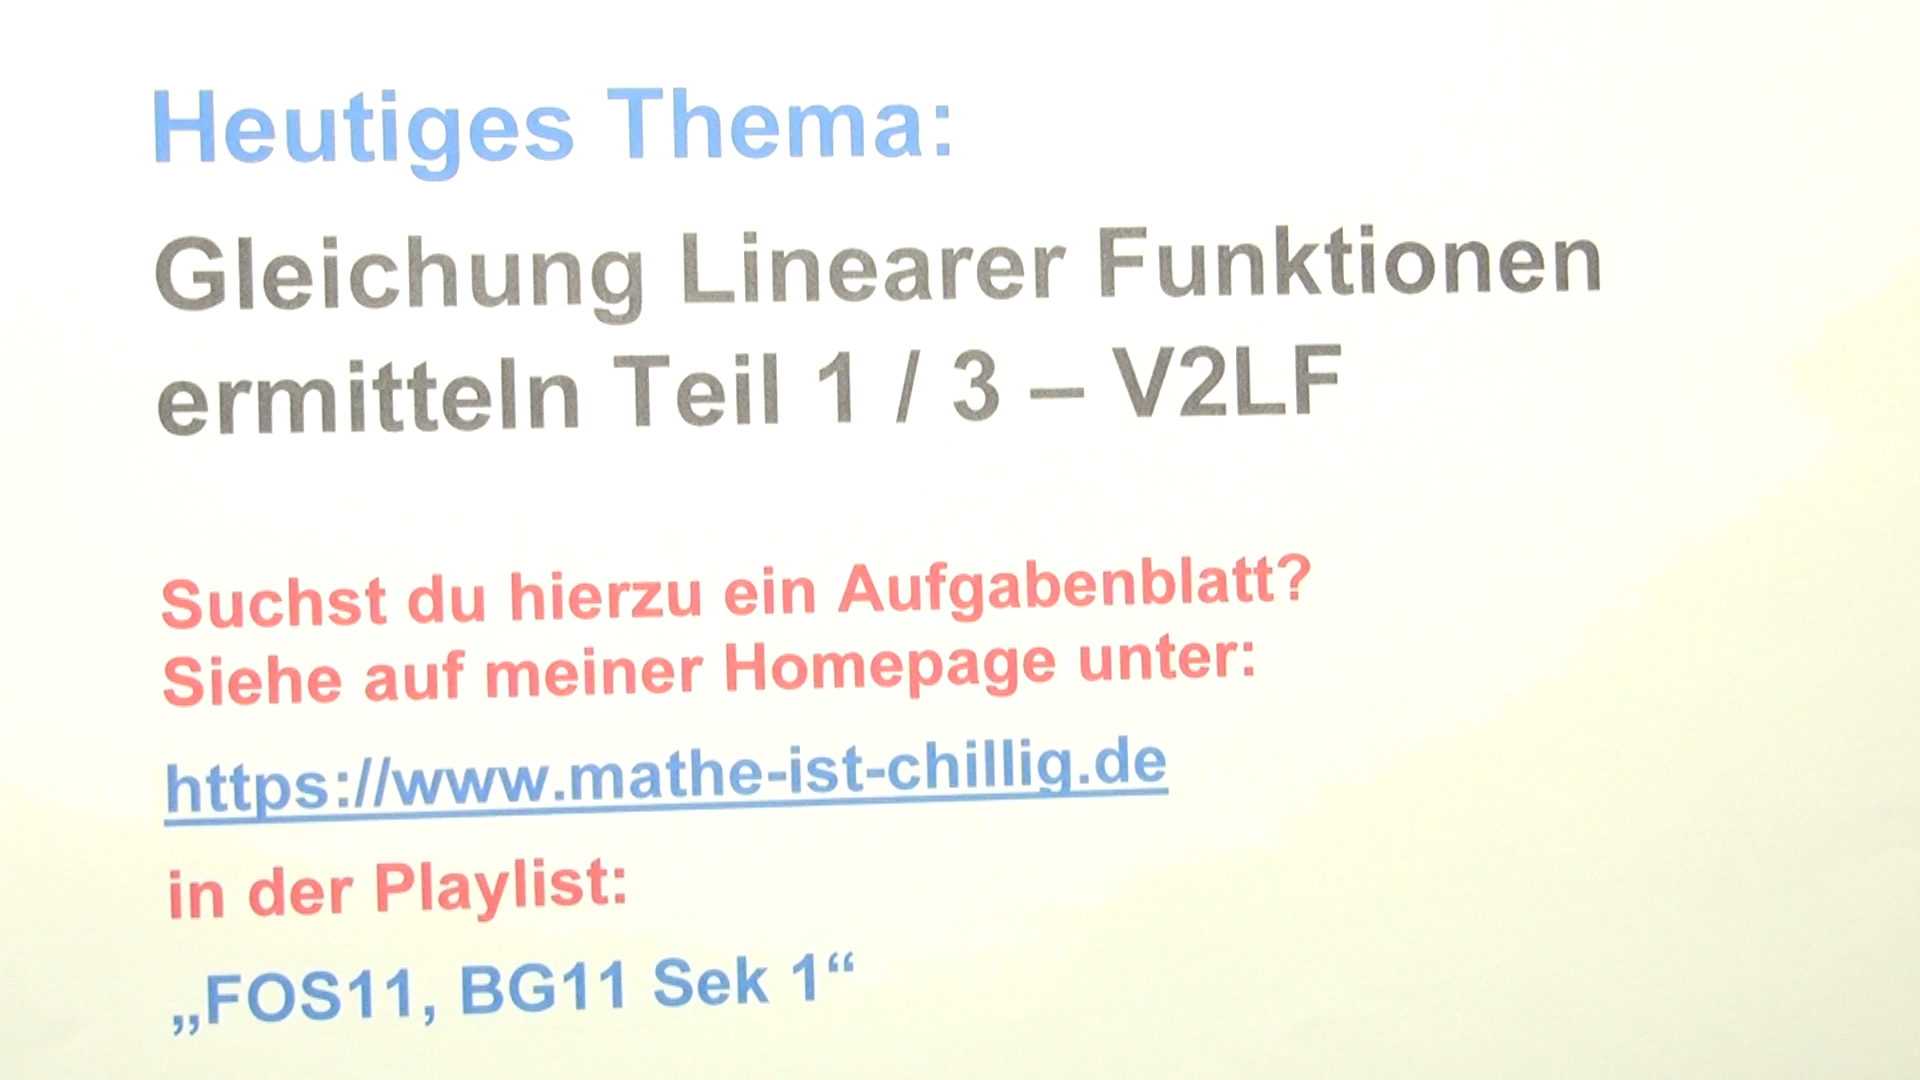 Heutiges Thema:
Gleichung Linearer Funktionen
ermitteln Teil 1 / 3 – V2LF
Suchst du hierzu ein Aufgabenblatt?
Siehe auf meiner Homepage unter:
https://www.mathe-ist-chillig.de
in der Playlist:
„FOS11, BG11 Sek 1“